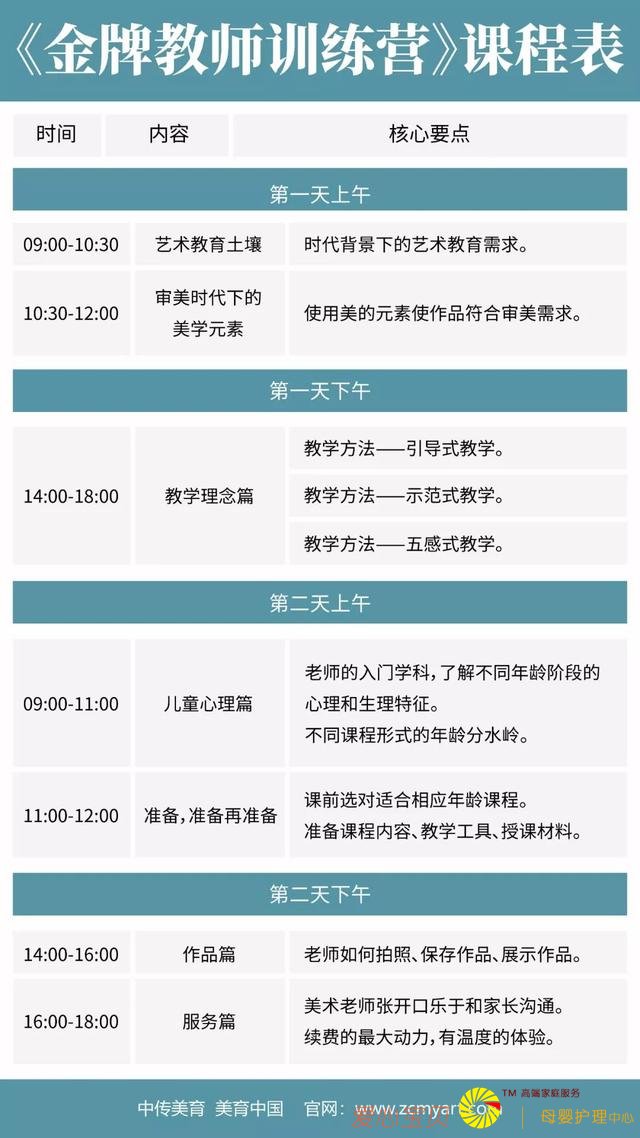 《金牌教师训练营》课程表
时间 内容 核心要点
第一天上午
09:00-10:30 艺术教育土壤 时代背景下的艺术教育需求。
10:30-12:00 审美时代下的
美学元素 使用美的元素使作品符合审美需求。
第一天下午
14:00-18:00 教学理念篇
教学方法——引导式教学。
教学方法——示范式教学。
教学方法——五感式教学。
第二天上午
09:00-11:00 儿童心理篇
老师的入门学科,了解不同年龄阶段的
心理和生理特征。
不同课程形式的年龄分水岭。
11:00-12:00 准备,准备再准备
课前选对适合相应年龄课程。
准备课程内容、教学工具、授课材料。
第二天下午
14:00-16:00 作品篇 老师如何拍照、保存作品、展示作品。
16:00-18:00 服务篇
美术老师张开口乐于和家长沟通。
续费的最大动力,有温度的体验。
中传美育 美育中国 官网:www.zcmyart.com
爱心宝贝
TM 高端家庭服务
母婴护理中心